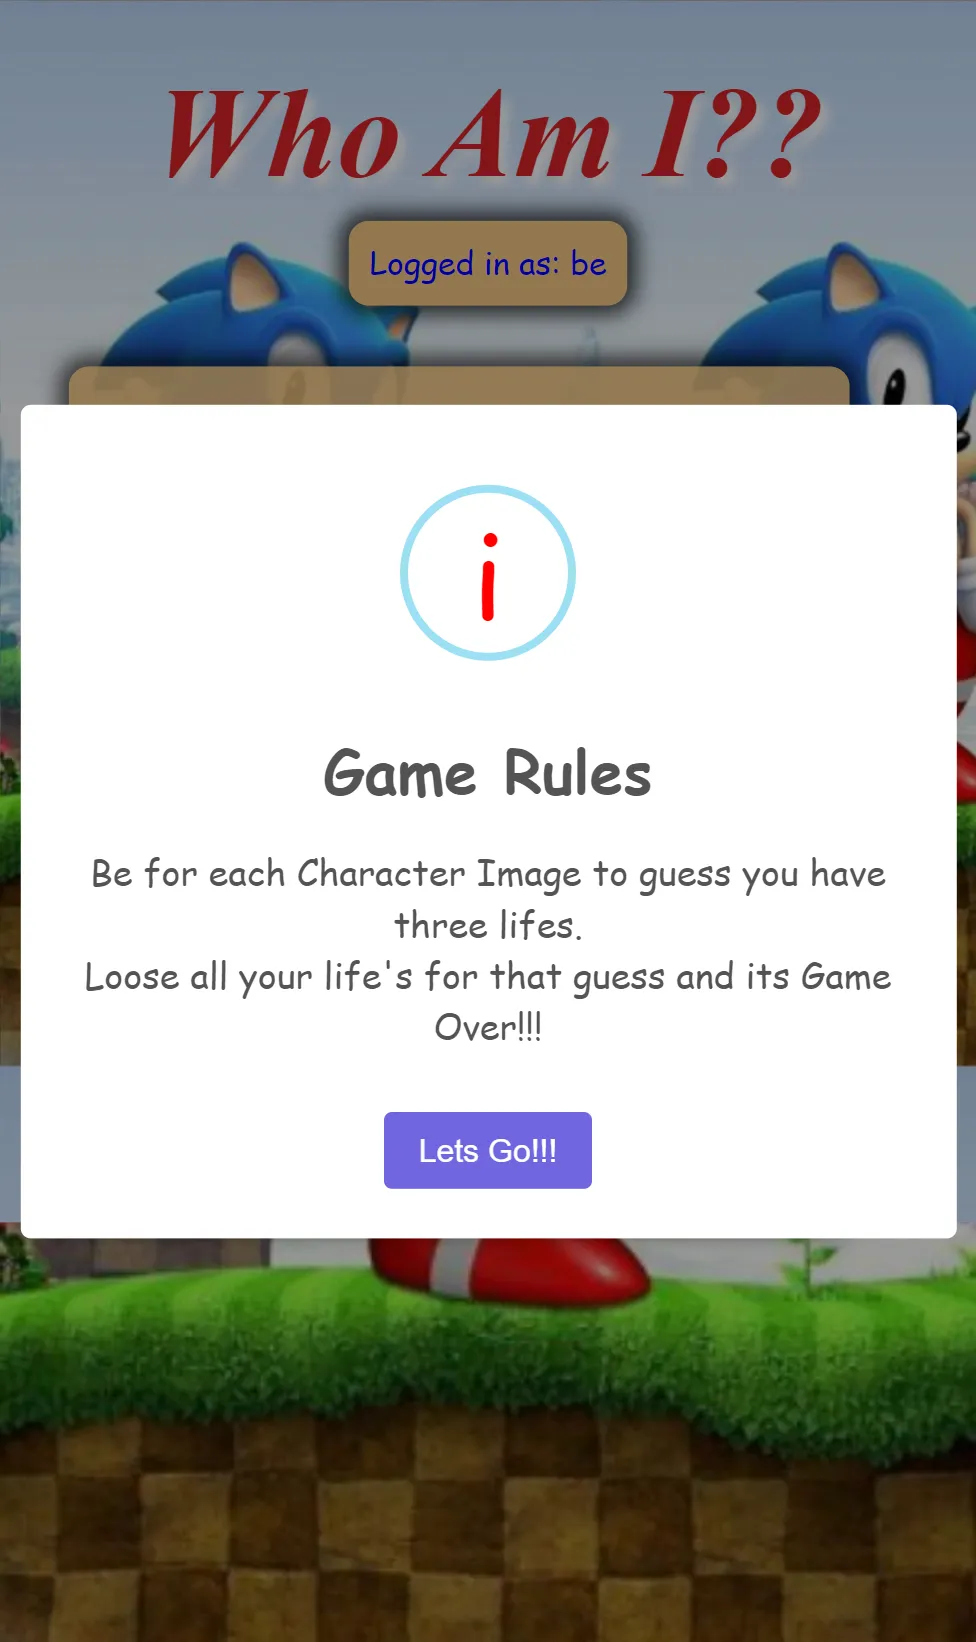 Who Am I??
Logged in as: be
i
Game Rules
Be for each Character Image to guess you have
three lifes.
Loose all your life's for that guess and its Game
Over!!!
Lets Go!!!